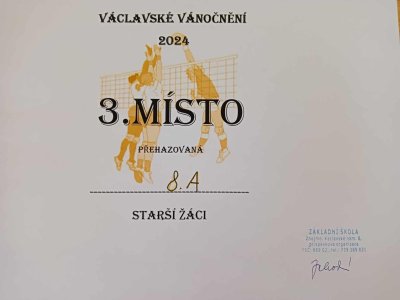 VÁCLAVSKÉ VÁNOČNĚNÍ
2024
3.MÍSTO
PŘEHAZOVANÁ
8.A
STARŠÍ ŽÁCI
ZÁKLADNÍ ŠKOLA